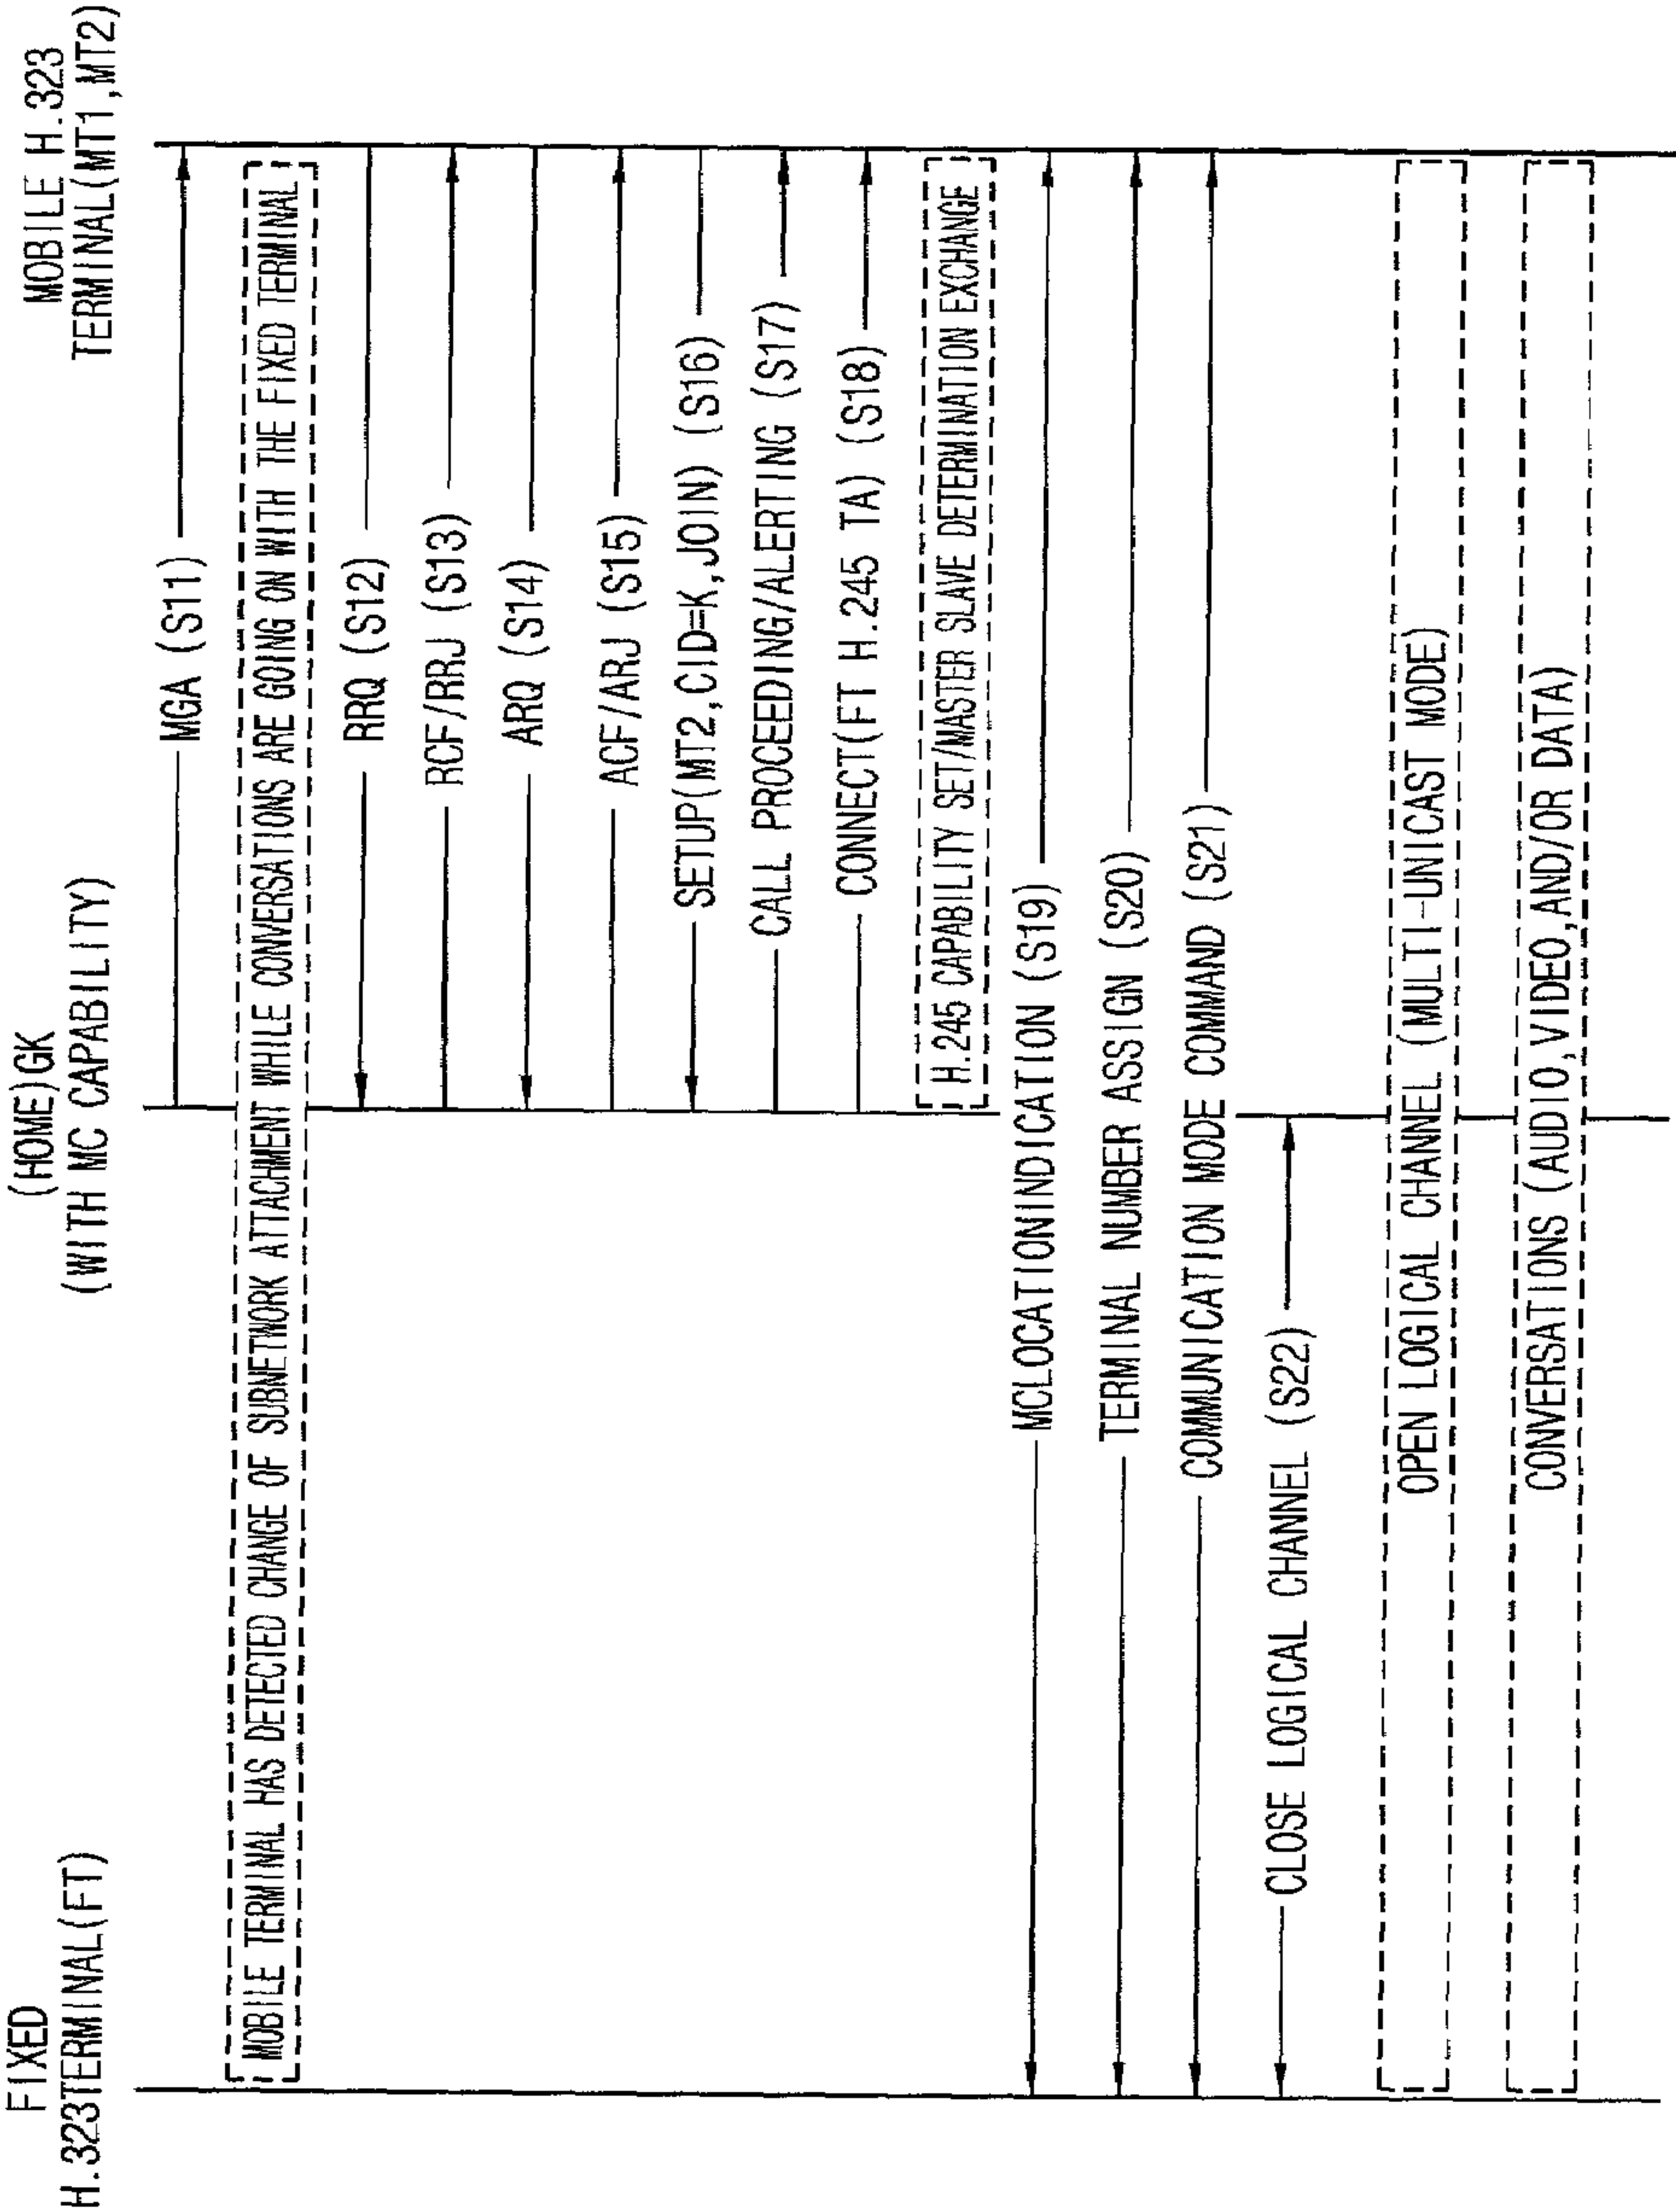 FIXED
H.323TERMINAL(FT)
(HOME)GK
(WITH MC CAPABILITY)
MOBILE H.323
TERMINAL(MT1,MT2)
MGA (S11)
MOBILE TERMINAL HAS DETECTED CHANGE OF SUBNETWORK ATTACHMENT WHILE CONVERSATIONS ARE GOING ON WITH THE FIXED TERMINAL
RRQ (S12)
RCF/RRJ (S13)
ARQ (S14)
ACF/ARJ (S15)
SETUP(MT2,CID=K,JOIN) (S16)
CALL PROCEEDING/ALERTING (S17)
CONNECT(FT H.245 TA) (S18)
H.245 CAPABILITY SET/MASTER SLAVE DETERMINATION EXCHANGE
MCLOCATIONINDICATION (S19)
TERMINAL NUMBER ASSIGN (S20)
COMMUNICATION MODE COMMAND (S21)
CLOSE LOGICAL CHANNEL (S22)
OPEN LOGICAL CHANNEL (MULTI-UNICAST MODE)
CONVERSATIONS (AUDIO,VIDEO,AND/OR DATA)